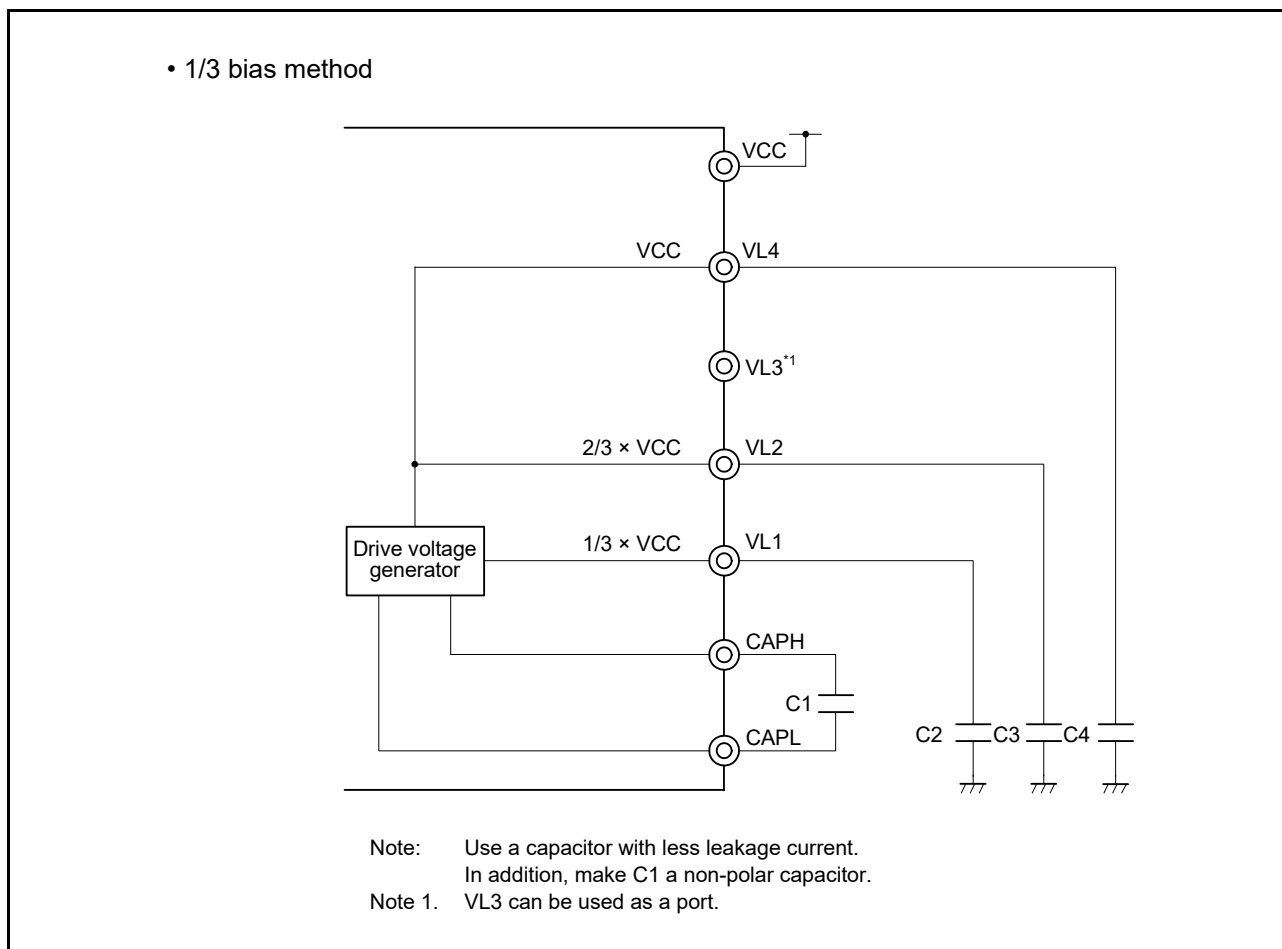 • 1/3 bias method
VCC
VCC VL4
VL3*1
2/3 × VCC VL2
1/3 × VCC VL1
Drive voltage
generator
CAPH
C1
CAPL
C2 C3 C4
Note: Use a capacitor with less leakage current.
In addition, make C1 a non-polar capacitor.
Note 1. VL3 can be used as a port.